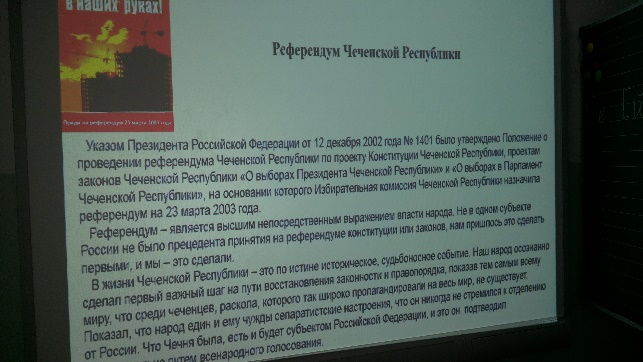 в наших руках!
Референдум Чеченской Республики
Указом Президента Российской Федерации от 12 декабря 2002 года № 1401 было утверждено Положение о
проведении референдума Чеченской Республики по проекту Конституции Чеченской Республики, проектам
законов Чеченской Республики «О выборах Президента Чеченской Республики» и «О выборах в Парламент
Чеченской Республики», на основании которого Избирательная комиссия Чеченской Республики назначила
референдум на 23 марта 2003 года.
Референдум – является высшим непосредственным выражением власти народа. Не в одном субъекте
России не было прецедента принятия на референдуме конституции или законов, нам пришлось это сделать
первыми, и мы – это сделали.
В жизни Чеченской Республики – это по истине историческое, судьбоносное событие. Наш народ осознанно
сделал первый важный шаг на пути восстановления законности и правопорядка, показав тем самым всему
миру, что среди чеченцев, раскола, которого так широко пропагандировали на весь мир, не существует.
Показал, что народ един и ему чужды сепаратистские настроения, что он никогда не стремился к отделению
от России. Что Чечня была, есть и будет субъектом Российской Федерации, и это он подтвердил
путем всенародного голосования.